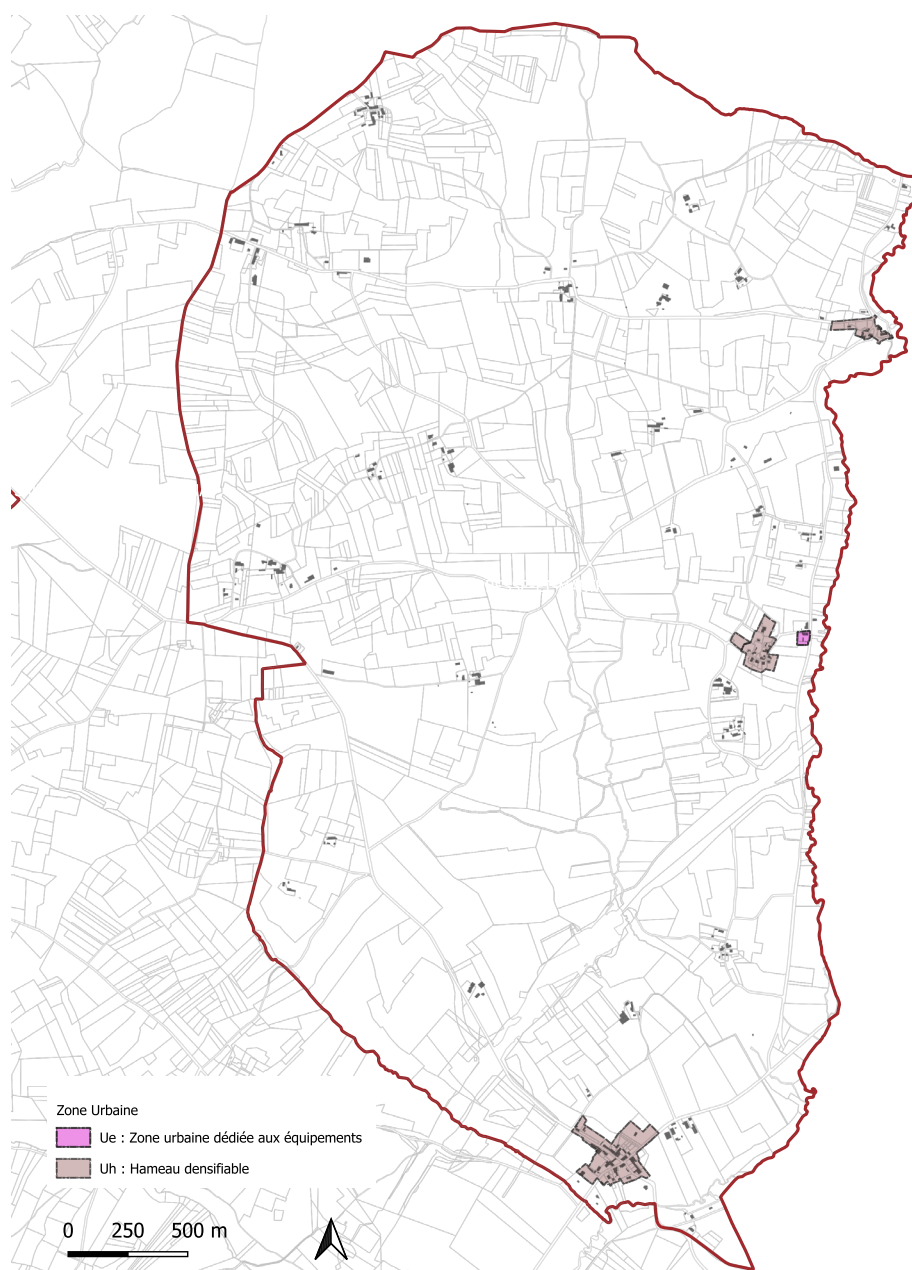 Zone Urbaine
Ue : Zone urbaine dédiée aux équipements
Uh : Hameau densifiable
0 250 500 m